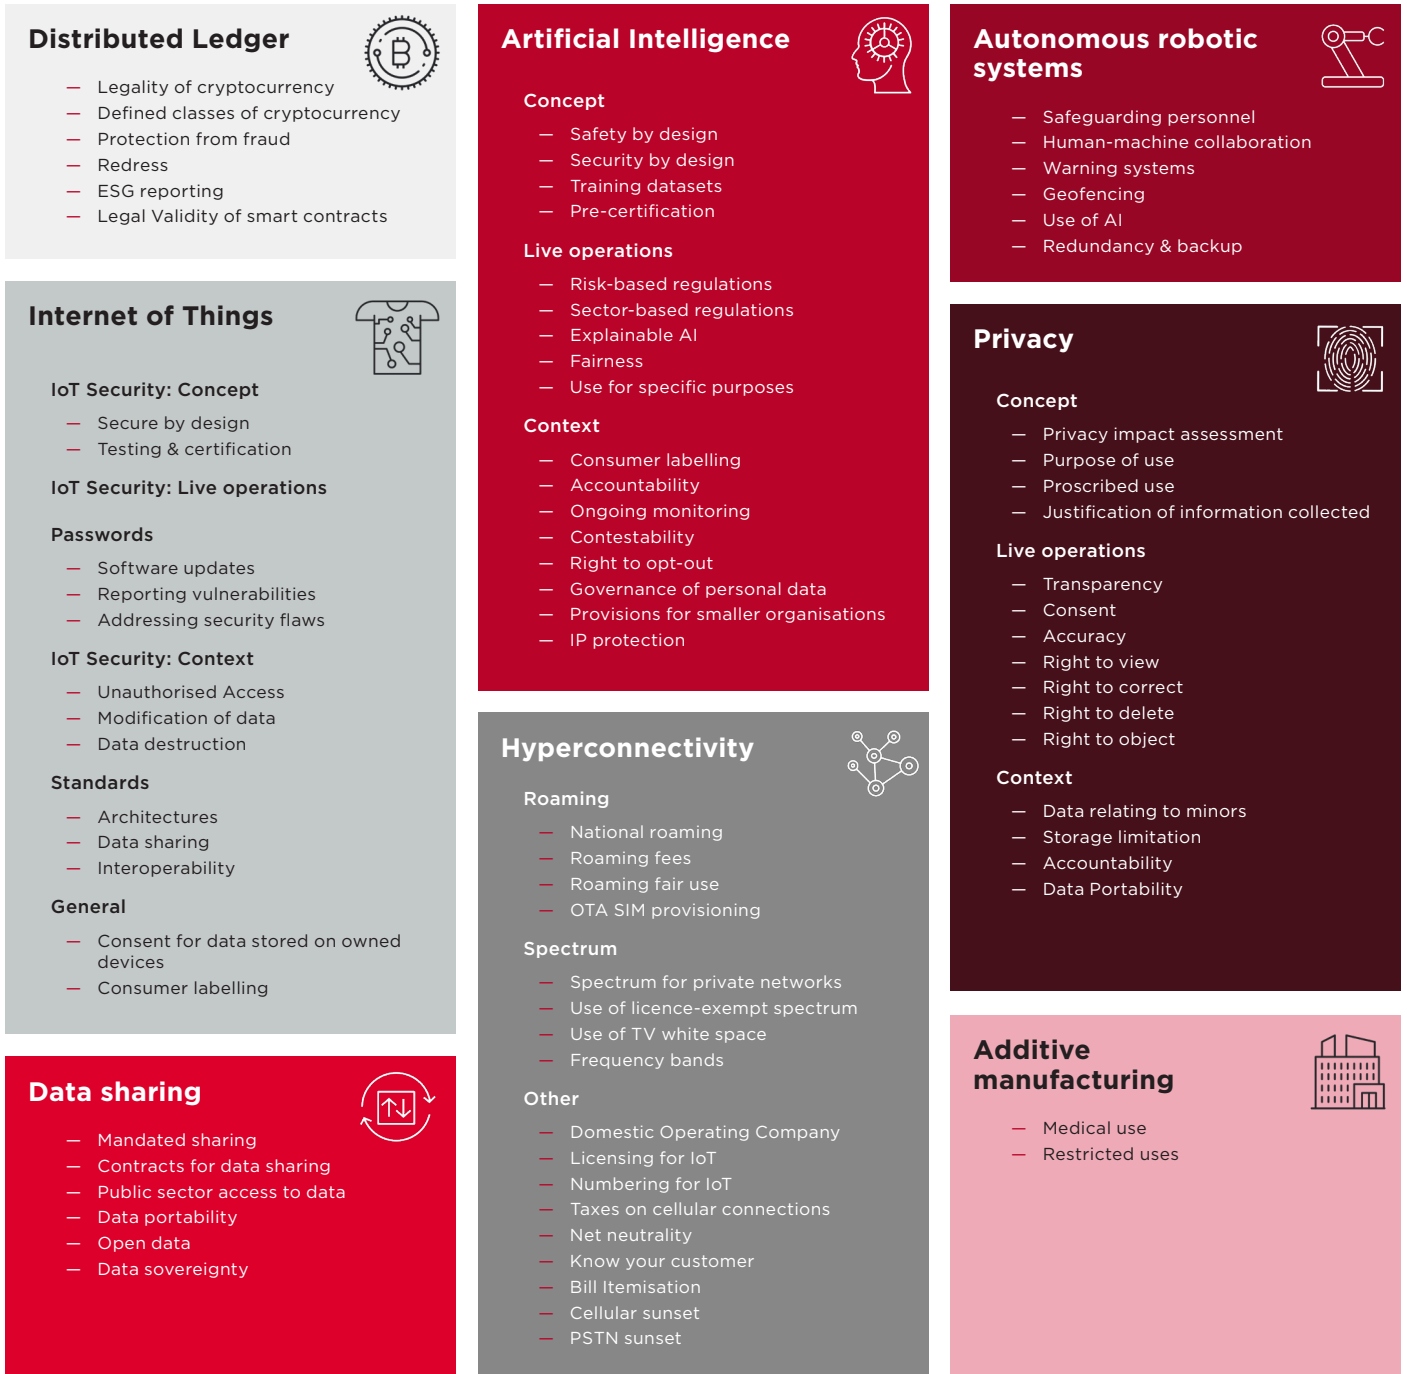 Distributed Ledger
— Legality of cryptocurrency
— Defined classes of cryptocurrency
— Protection from fraud
— Redress
— ESG reporting
— Legal Validity of smart contracts
Internet of Things
IoT Security: Concept
— Secure by design
— Testing & certification
IoT Security: Live operations
Passwords
— Software updates
— Reporting vulnerabilities
— Addressing security flaws
IoT Security: Context
— Unauthorised Access
— Modification of data
— Data destruction
Standards
— Architectures
— Data sharing
— Interoperability
General
— Consent for data stored on owned
devices
— Consumer labelling
Data sharing
— Mandated sharing
— Contracts for data sharing
— Public sector access to data
— Data portability
— Open data
— Data sovereignty
Artificial Intelligence
Concept
— Safety by design
— Security by design
— Training datasets
— Pre-certification
Live operations
— Risk-based regulations
— Sector-based regulations
— Explainable AI
— Fairness
— Use for specific purposes
Context
— Consumer labelling
— Accountability
— Ongoing monitoring
— Contestability
— Right to opt-out
— Governance of personal data
— Provisions for smaller organisations
— IP protection
Hyperconnectivity
Roaming
— National roaming
— Roaming fees
— Roaming fair use
— OTA SIM provisioning
Spectrum
— Spectrum for private networks
— Use of licence-exempt spectrum
— Use of TV white space
— Frequency bands
Other
— Domestic Operating Company
— Licensing for IoT
— Numbering for IoT
— Taxes on cellular connections
— Net neutrality
— Know your customer
— Bill Itemisation
— Cellular sunset
— PSTN sunset
Autonomous robotic
systems
— Safeguarding personnel
— Human-machine collaboration
— Warning systems
— Geofencing
— Use of AI
— Redundancy & backup
Privacy
Concept
— Privacy impact assessment
— Purpose of use
— Proscribed use
— Justification of information collected
Live operations
— Transparency
— Consent
— Accuracy
— Right to view
— Right to correct
— Right to delete
— Right to object
Context
— Data relating to minors
— Storage limitation
— Accountability
— Data Portability
Additive
manufacturing
— Medical use
— Restricted uses